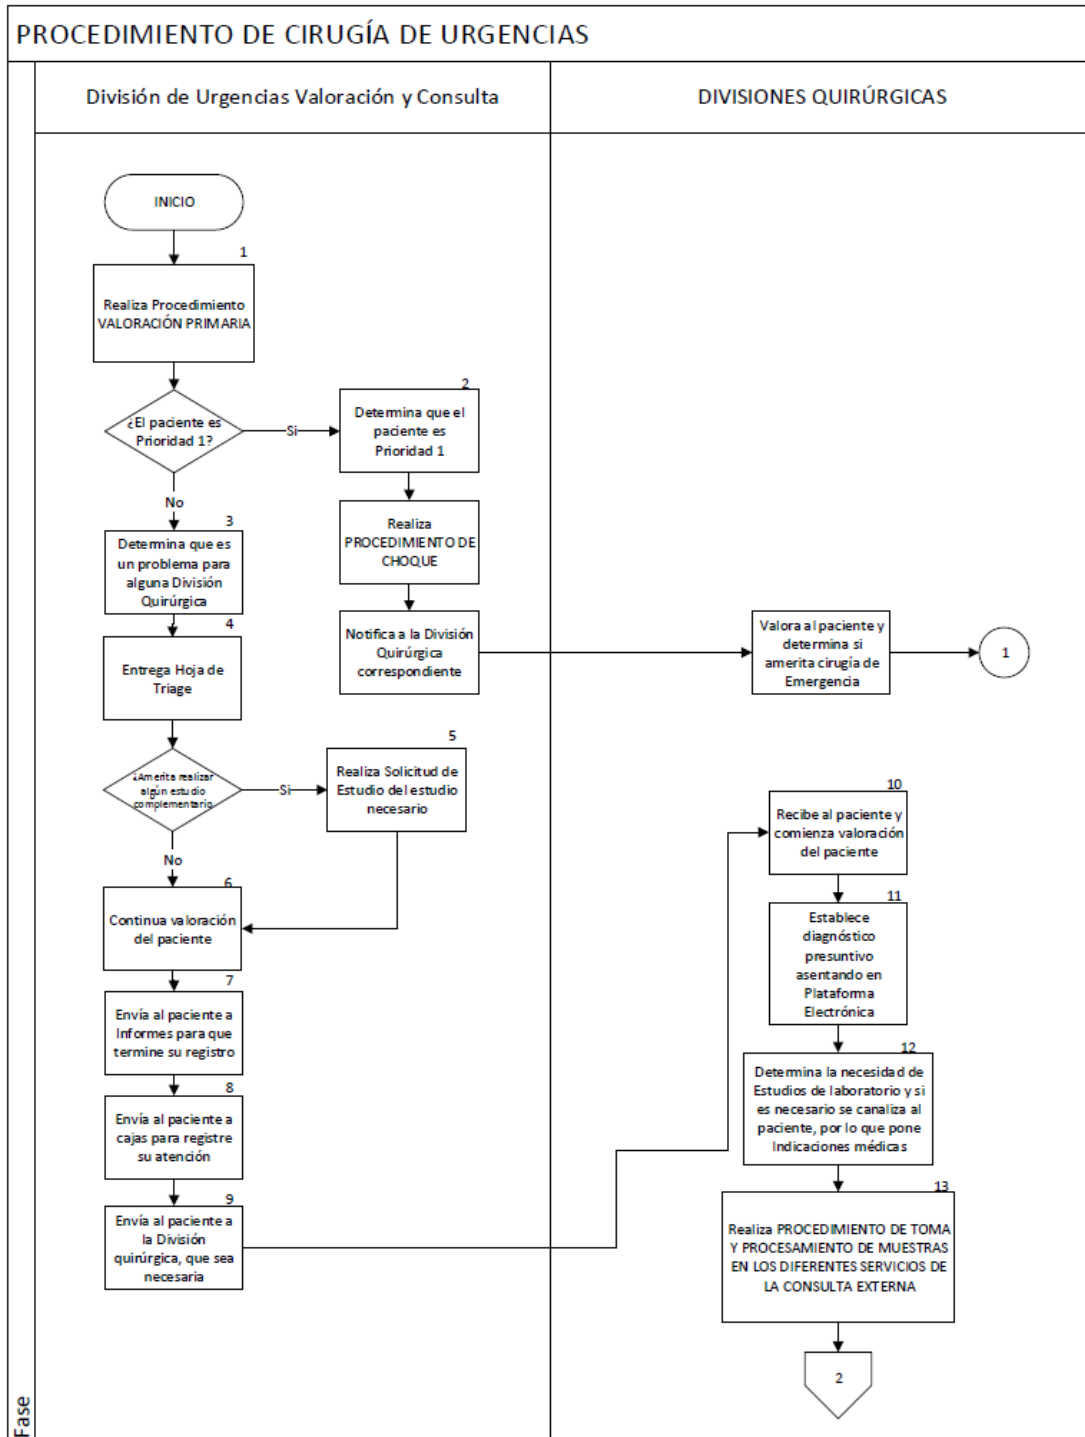 PROCEDIMIENTO DE CIRUGÍA DE URGENCIAS
División de Urgencias Valoración y Consulta
DIVISIONES QUIRÚRGICAS
INICIO
1
Realiza Procedimiento
VALORACIÓN PRIMARIA
¿El paciente es
Prioridad 1?
Si
2
Determina que el
paciente es
Prioridad 1
No
Realiza
PROCEDIMIENTO DE
CHOQUE
3
Determina que es
un problema para
alguna División
Quirúrgica
Notifica a la División
Quirúrgica
correspondiente
Valora al paciente y
determina si
amerita cirugía de
Emergencia
1
4
Entrega Hoja de
Triage
¿Amerita realizar
algún estudio
complementario
Si
5
Realiza Solicitud de
Estudio del estudio
necesario
No
6
Continua valoración
del paciente
7
Envía al paciente a
Informes para que
termine su registro
8
Envía al paciente a
cajas para registre
su atención
9
Envía al paciente a
la División
quirúrgica, que sea
necesaria
10
Recibe al paciente y
comienza valoración
del paciente
11
Establece
diagnóstico
presuntivo
asentando en
Plataforma
Electrónica
12
Determina la necesidad de
Estudios de laboratorio y si
es necesario se canaliza al
paciente, por lo que pone
Indicaciones médicas
13
Realiza PROCEDIMIENTO DE TOMA
Y PROCESAMIENTO DE MUESTRAS
EN LOS DIFERENTES SERVICIOS DE
LA CONSULTA EXTERNA
2
Fase